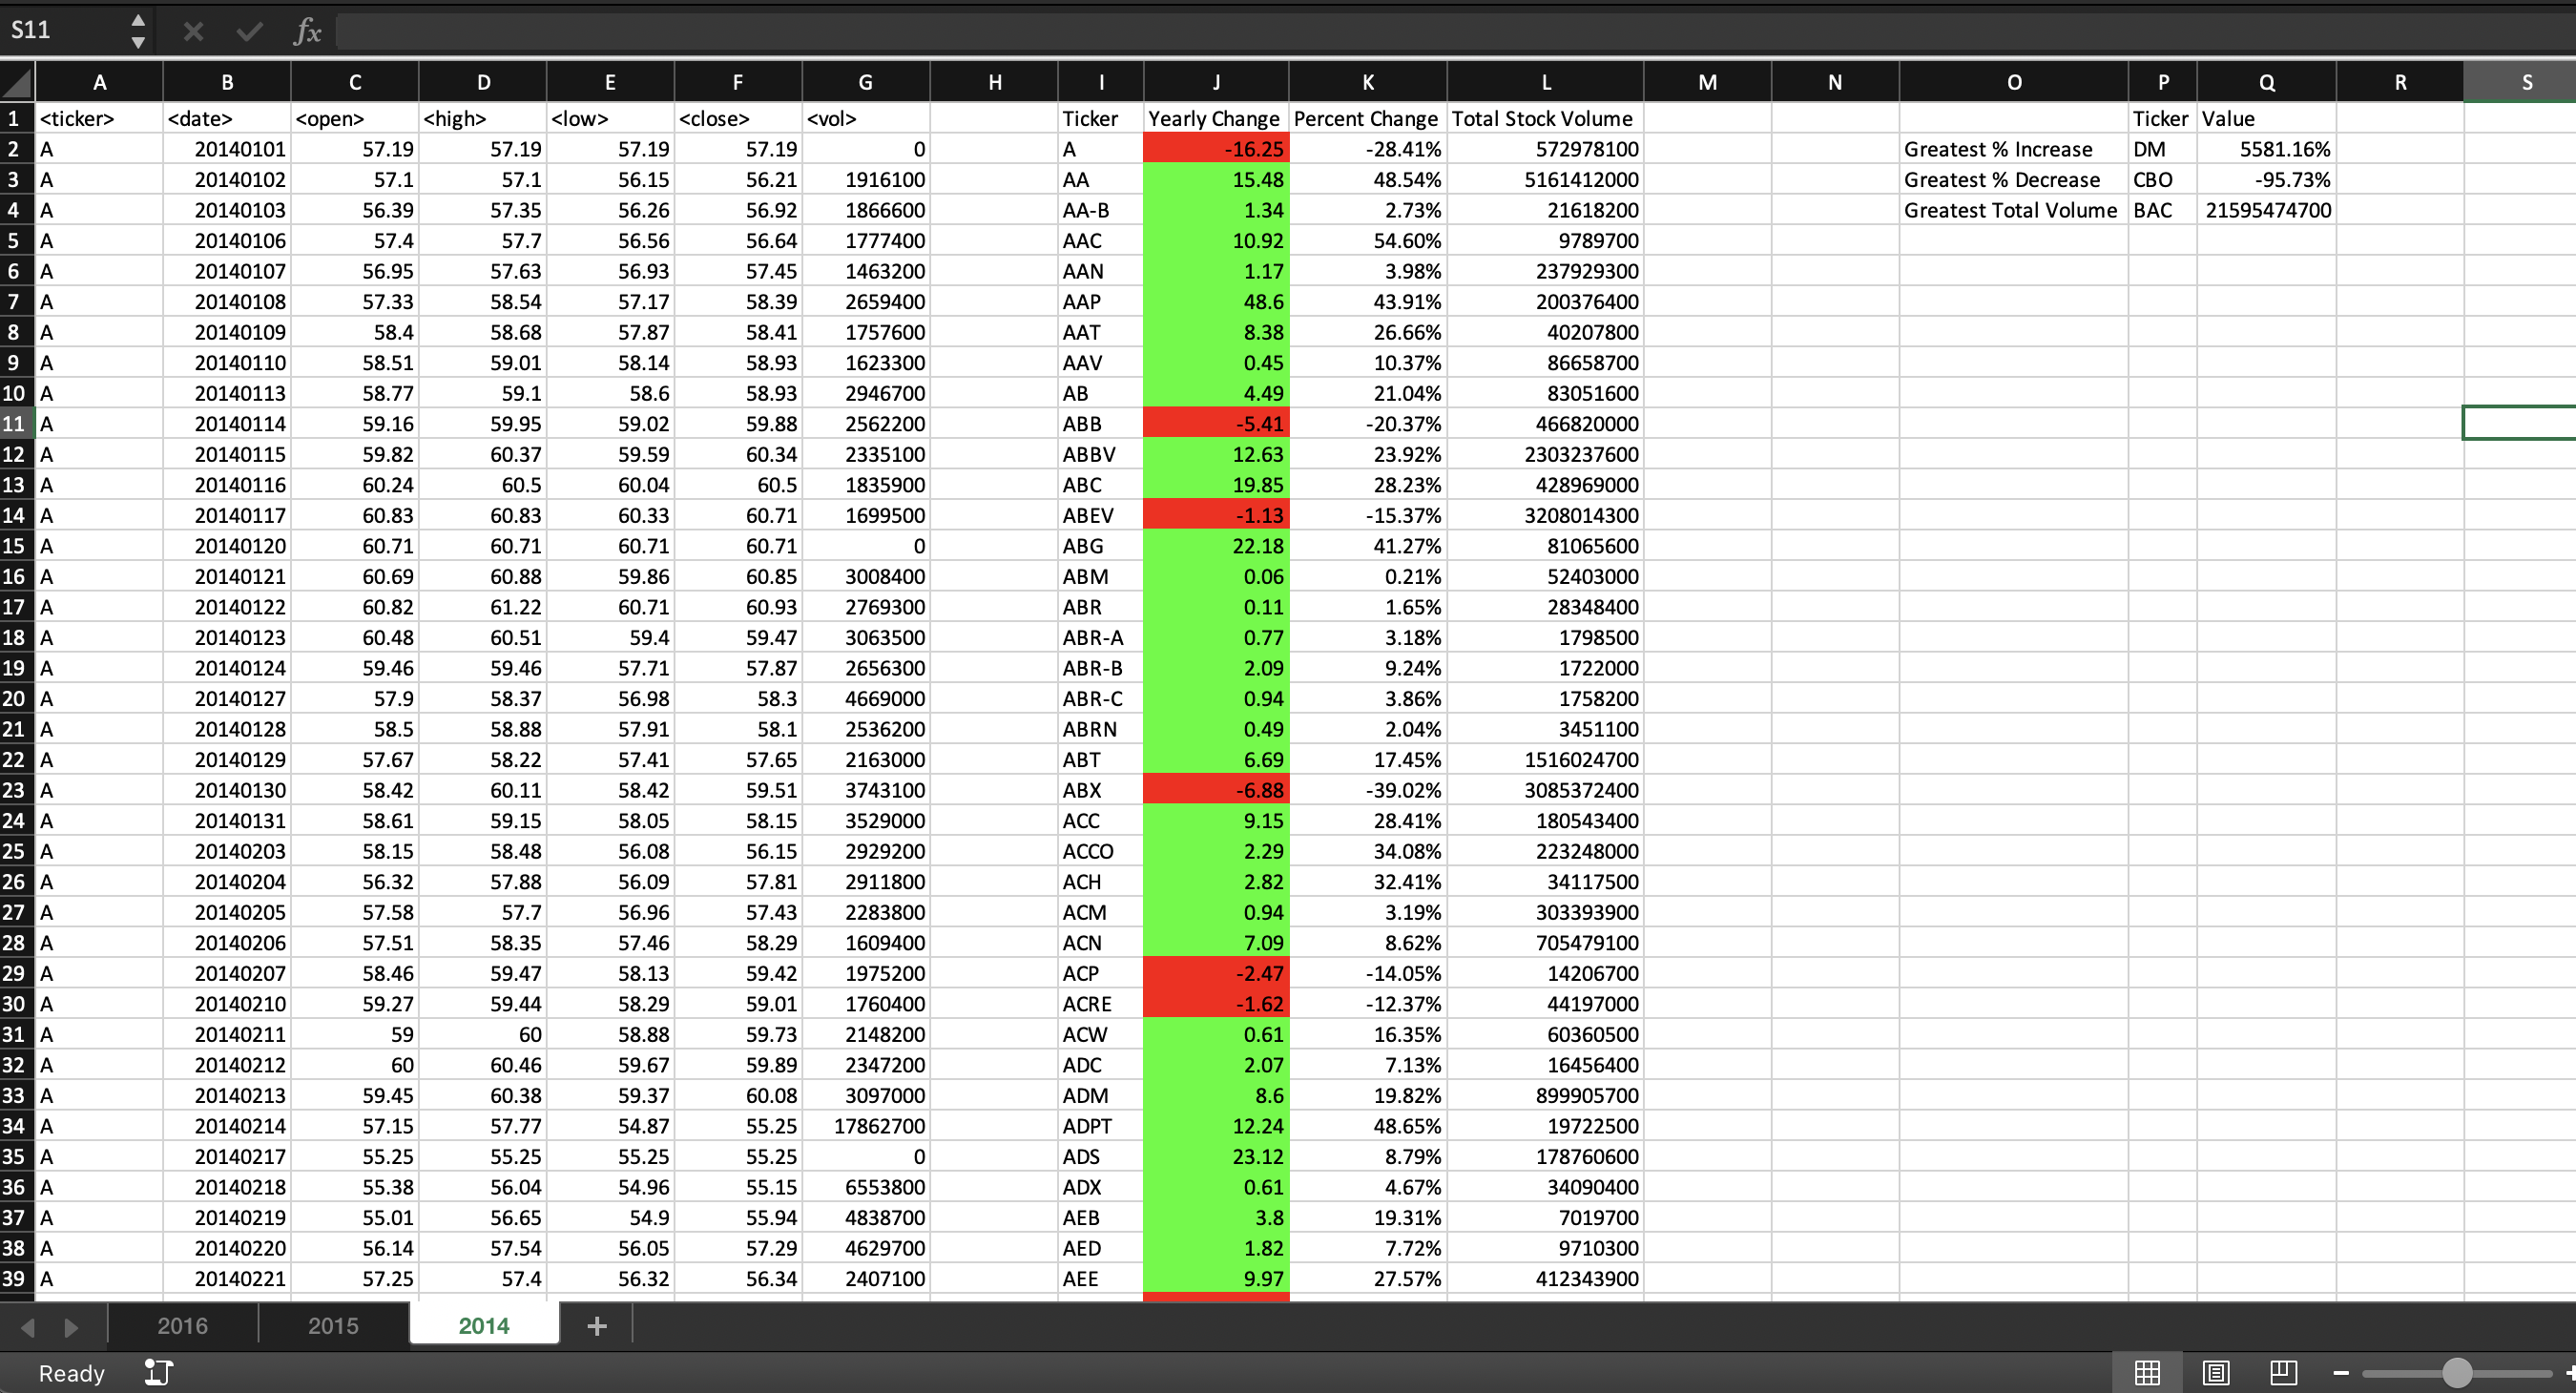 S11 fx
A B C D E F G H I J K L M N O P Q R S
1 <ticker> <date> <open> <high> <low> <close> <vol> Ticker Yearly Change Percent Change Total Stock Volume Ticker Value
2 A 20140101 57.19 57.19 57.19 57.19 0 A -16.25 -28.41% 572978100 Greatest % Increase DM 5581.16%
3 A 20140102 57.1 57.1 56.15 56.21 1916100 AA 15.48 48.54% 5161412000 Greatest % Decrease CBO -95.73%
4 A 20140103 56.39 57.35 56.26 56.92 1866600 AA-B 1.34 2.73% 21618200 Greatest Total Volume BAC 21595474700
5 A 20140106 57.4 57.7 56.56 56.64 1777400 AAC 10.92 54.60% 9789700
6 A 20140107 56.95 57.63 56.93 57.45 1463200 AAN 1.17 3.98% 237929300
7 A 20140108 57.33 58.54 57.17 58.39 2659400 AAP 48.6 43.91% 200376400
8 A 20140109 58.4 58.68 57.87 58.41 1757600 AAT 8.38 26.66% 40207800
9 A 20140110 58.51 59.01 58.14 58.93 1623300 AAV 0.45 10.37% 86658700
10 A 20140113 58.77 59.1 58.6 58.93 2946700 AB 4.49 21.04% 83051600
11 A 20140114 59.16 59.95 59.02 59.88 2562200 ABB -5.41 -20.37% 466820000
12 A 20140115 59.82 60.37 59.59 60.34 2335100 ABBV 12.63 23.92% 2303237600
13 A 20140116 60.24 60.5 60.04 60.5 1835900 ABC 19.85 28.23% 428969000
14 A 20140117 60.83 60.83 60.33 60.71 1699500 ABEV -1.13 -15.37% 3208014300
15 A 20140120 60.71 60.71 60.71 60.71 0 ABG 22.18 41.27% 81065600
16 A 20140121 60.69 60.88 59.86 60.85 3008400 ABM 0.06 0.21% 52403000
17 A 20140122 60.82 61.22 60.71 60.93 2769300 ABR 0.11 1.65% 28348400
18 A 20140123 60.48 60.51 59.4 59.47 3063500 ABR-A 0.77 3.18% 1798500
19 A 20140124 59.46 59.46 57.71 57.87 2656300 ABR-B 2.09 9.24% 1722000
20 A 20140127 57.9 58.37 56.98 58.3 4669000 ABR-C 0.94 3.86% 1758200
21 A 20140128 58.5 58.88 57.91 58.1 2536200 ABRN 0.49 2.04% 3451100
22 A 20140129 57.67 58.22 57.41 57.65 2163000 ABT 6.69 17.45% 1516024700
23 A 20140130 58.42 60.11 58.42 59.51 3743100 ABX -6.88 -39.02% 3085372400
24 A 20140131 58.61 59.15 58.05 58.15 3529000 ACC 9.15 28.41% 180543400
25 A 20140203 58.15 58.48 56.08 56.15 2929200 ACCO 2.29 34.08% 223248000
26 A 20140204 56.32 57.88 56.09 57.81 2911800 ACH 2.82 32.41% 34117500
27 A 20140205 57.58 57.7 56.96 57.43 2283800 ACM 0.94 3.19% 303393900
28 A 20140206 57.51 58.35 57.46 58.29 1609400 ACN 7.09 8.62% 705479100
29 A 20140207 58.46 59.47 58.13 59.42 1975200 ACP -2.47 -14.05% 14206700
30 A 20140210 59.27 59.44 58.29 59.01 1760400 ACRE -1.62 -12.37% 44197000
31 A 20140211 59 60 58.88 59.73 2148200 ACW 0.61 16.35% 60360500
32 A 20140212 60 60.46 59.67 59.89 2347200 ADC 2.07 7.13% 16456400
33 A 20140213 59.45 60.38 59.37 60.08 3097000 ADM 8.6 19.82% 899905700
34 A 20140214 57.15 57.77 54.87 55.25 17862700 ADPT 12.24 48.65% 19722500
35 A 20140217 55.25 55.25 55.25 55.25 0 ADS 23.12 8.79% 178760600
36 A 20140218 55.38 56.04 54.96 55.15 6553800 ADX 0.61 4.67% 34090400
37 A 20140219 55.01 56.65 54.9 55.94 4838700 AEB 3.8 19.31% 7019700
38 A 20140220 56.14 57.54 56.05 57.29 4629700 AED 1.82 7.72% 9710300
39 A 20140221 57.25 57.4 56.32 56.34 2407100 AEE 9.97 27.57% 412343900
2016 2015 2014 +
Ready